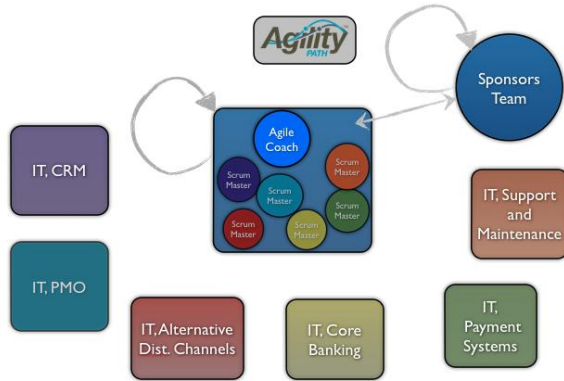 Agility
PATH
Sponsors
Team
Agile
Coach
Scrum
Master
Scrum
Master
Scrum
Master
Scrum
Master
Scrum
Master
Scrum
Master
IT, CRM
IT, Support
and
Maintenance
IT, PMO
IT, Alternative
Dist. Channels
IT, Core
Banking
IT,
Payment
Systems